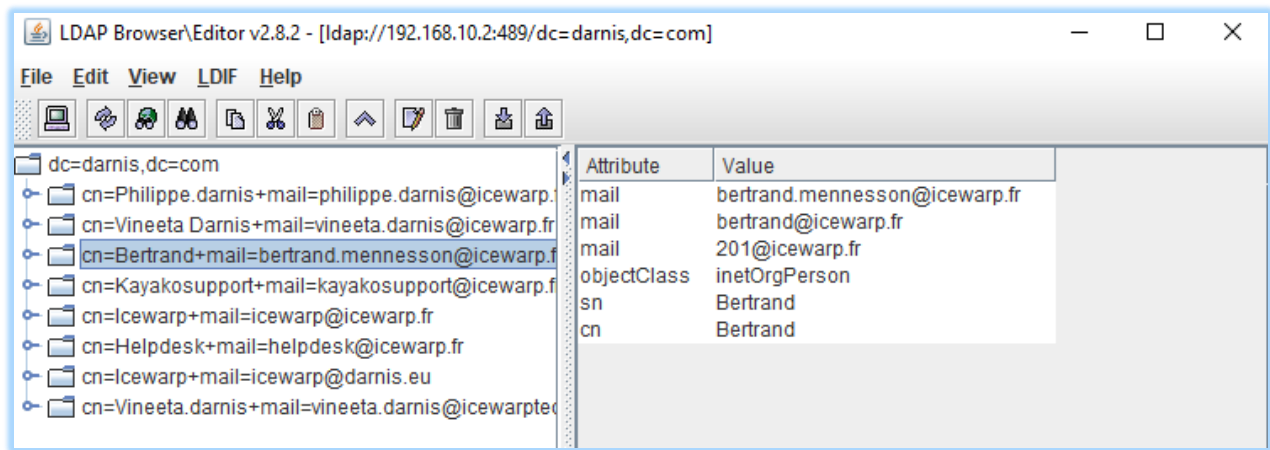 LDAP Browser\Editor v2.8.2 - [ldap://192.168.10.2:489/dc=darnis,dc=com]
File Edit View LDIF Help
dc=darnis,dc=com
cn=Philippe.darnis+mail=philippe.darnis@icewarp.f
cn=Vineeta Darnis+mail=vineeta.darnis@icewarp.fr
cn=Bertrand+mail=bertrand.mennesson@icewarp.f
cn=Kayakosupport+mail=kayakosupport@icewarp.f
cn=Icewarp+mail=icewarp@icewarp.fr
cn=Helpdesk+mail=helpdesk@icewarp.fr
cn=Icewarp+mail=icewarp@darnis.eu
cn=Vineeta.darnis+mail=vineeta.darnis@icewarptec
Attribute Value
mail bertrand.mennesson@icewarp.fr
mail bertrand@icewarp.fr
mail 201@icewarp.fr
objectClass inetOrgPerson
sn Bertrand
cn Bertrand